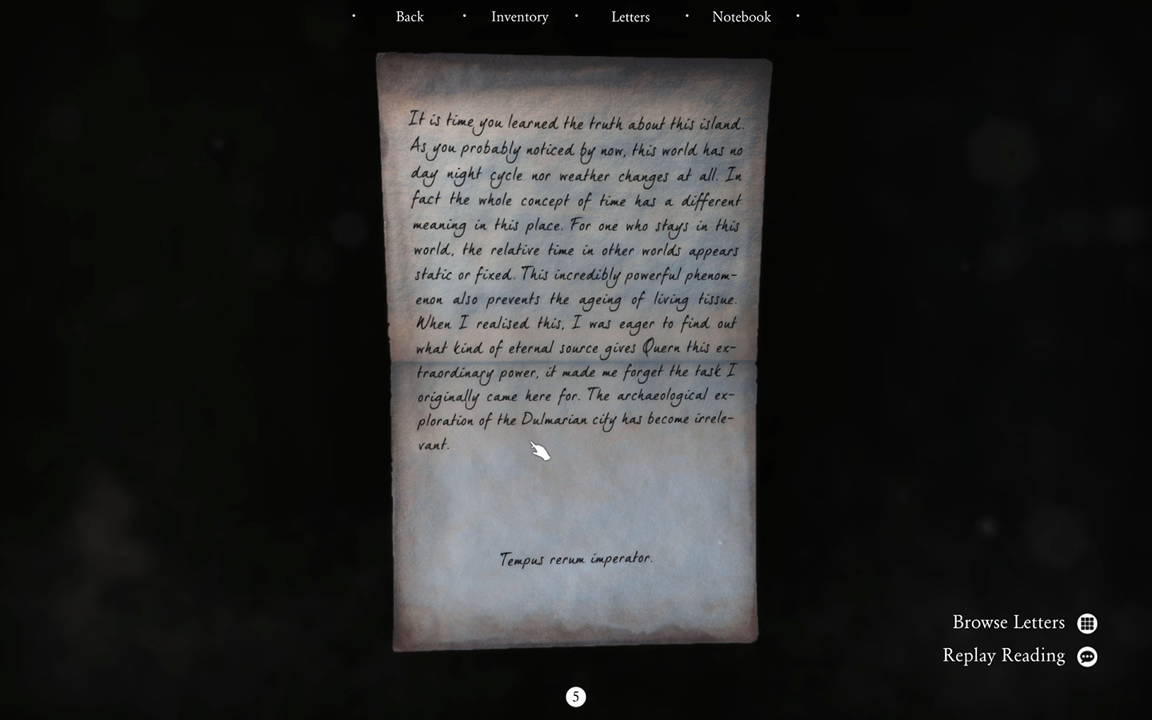 Back
Inventory
Letters
Notebook
It is time you learned the truth about this island.
As you probably noticed by now, this world has no
day night cycle nor weather changes at all. In
fact the whole concept of time has a different
meaning in this place. For one who stays in this
world, the relative time in other worlds appears
static or fixed. This incredibly powerful phenom-
enon also prevents the ageing of living tissue.
When I realised this, I was eager to find out
what kind of eternal source gives Quern this ex-
traordinary power, it made me forget the task I
originally came here for. The archaeological ex-
ploration of the Dulmarian city has become irrele-
vant.
Tempus rerum imperator.
Browse Letters
Replay Reading
5